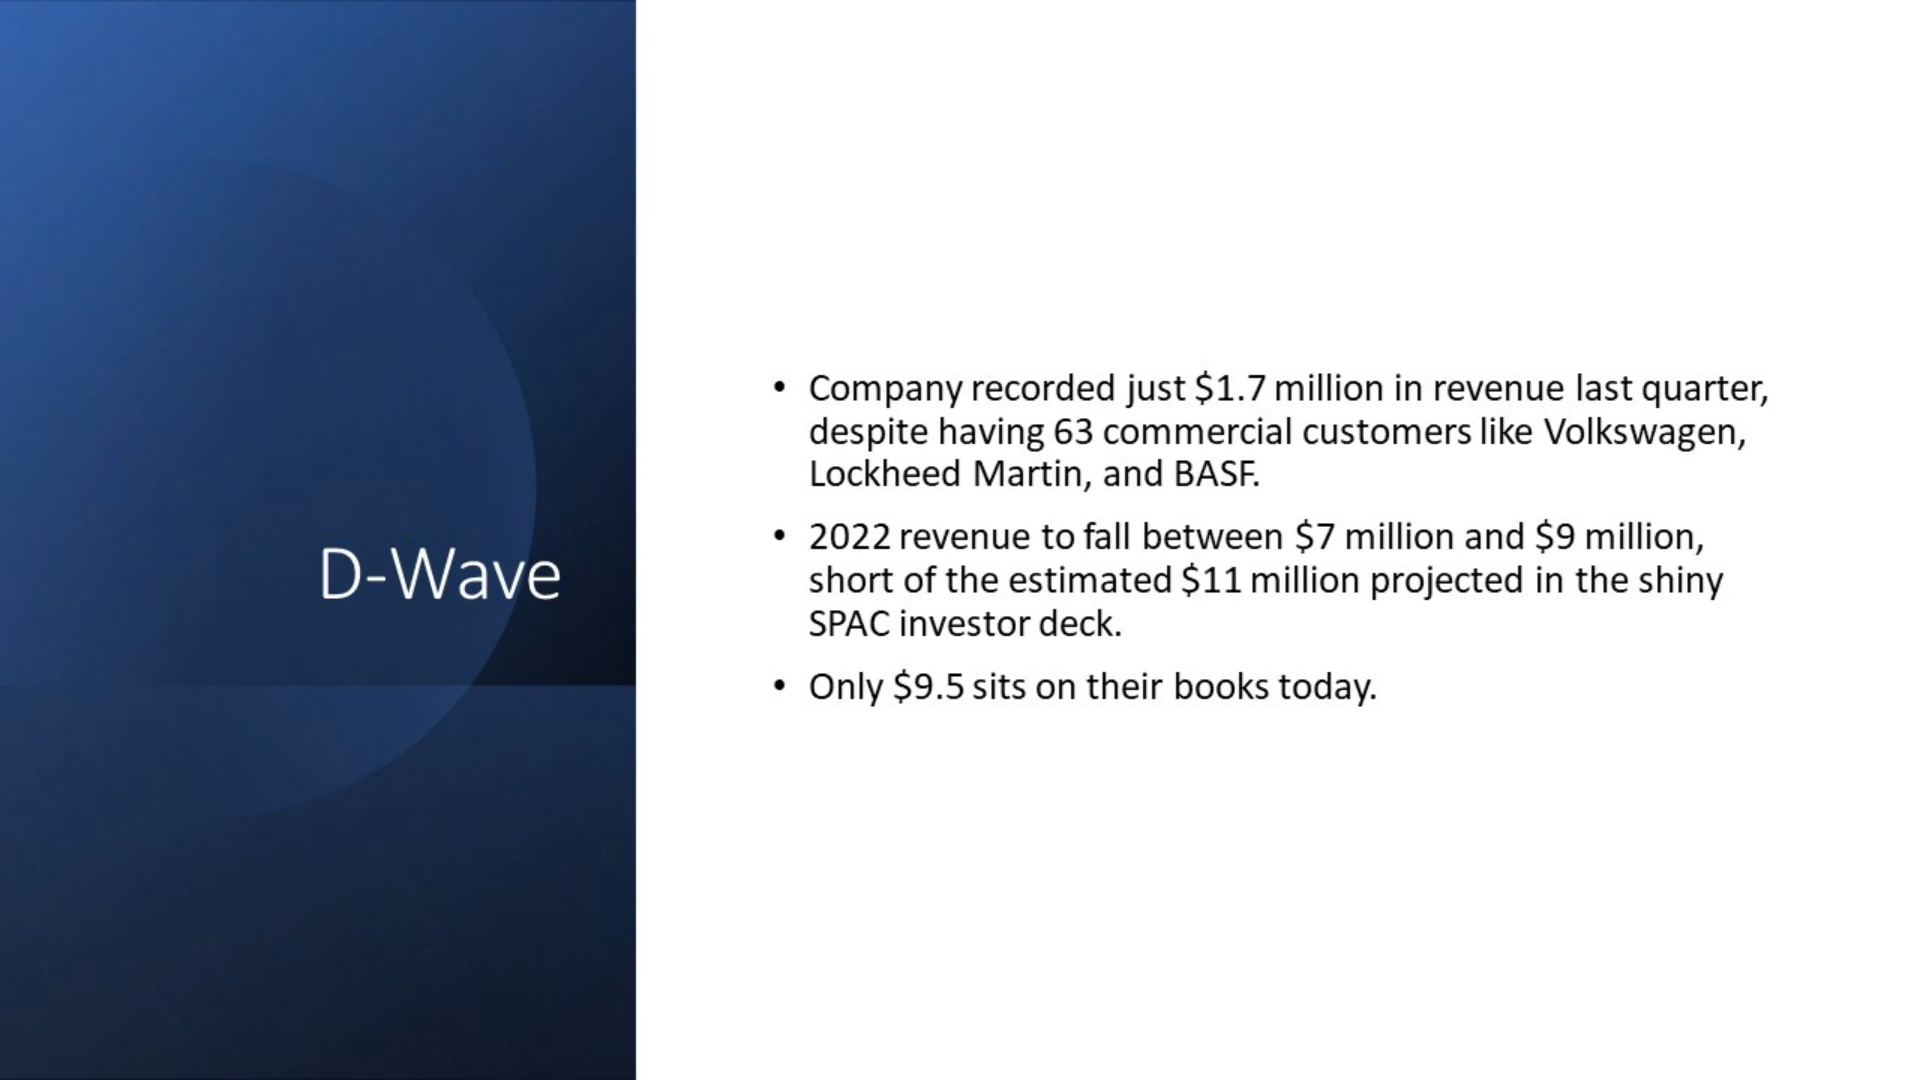 D-Wave
• Company recorded just $1.7 million in revenue last quarter,
despite having 63 commercial customers like Volkswagen,
Lockheed Martin, and BASF.
• 2022 revenue to fall between $7 million and $9 million,
short of the estimated $11 million projected in the shiny
SPAC investor deck.
• Only $9.5 sits on their books today.